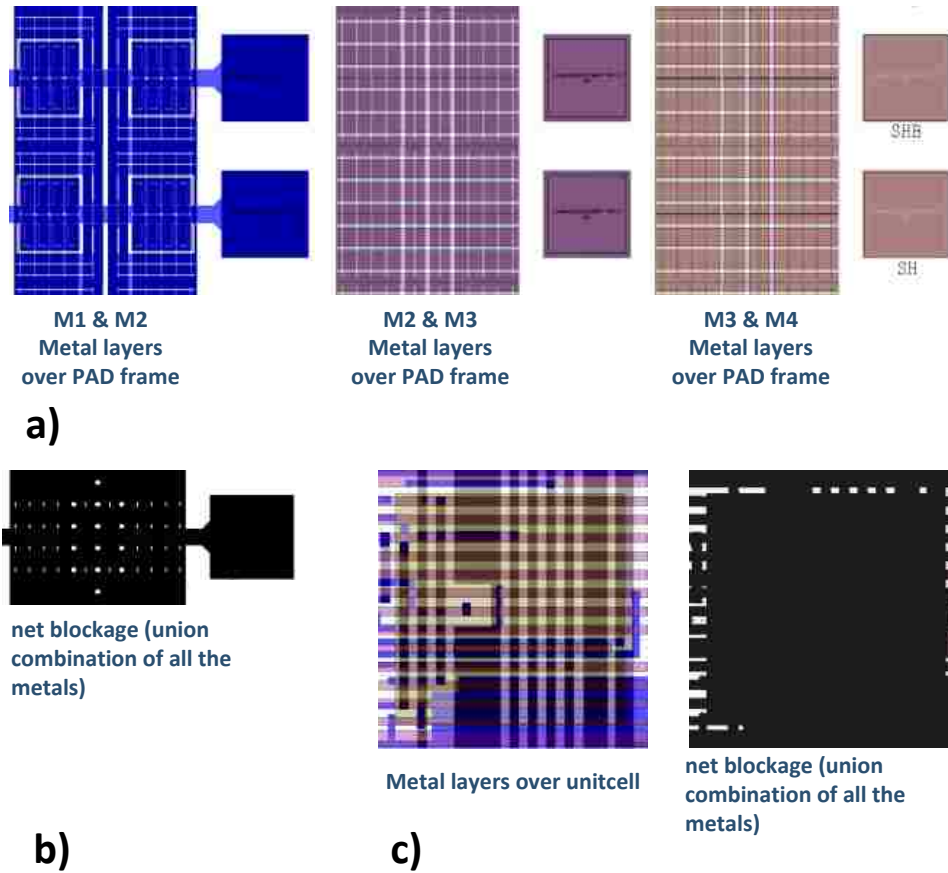 SHB
SH
M1 & M2
Metal layers
over PAD frame
M2 & M3
Metal layers
over PAD frame
M3 & M4
Metal layers
over PAD frame
a)
net blockage (union
combination of all the
metals)
Metal layers over unitcell
net blockage (union
combination of all the
metals)
b)
c)